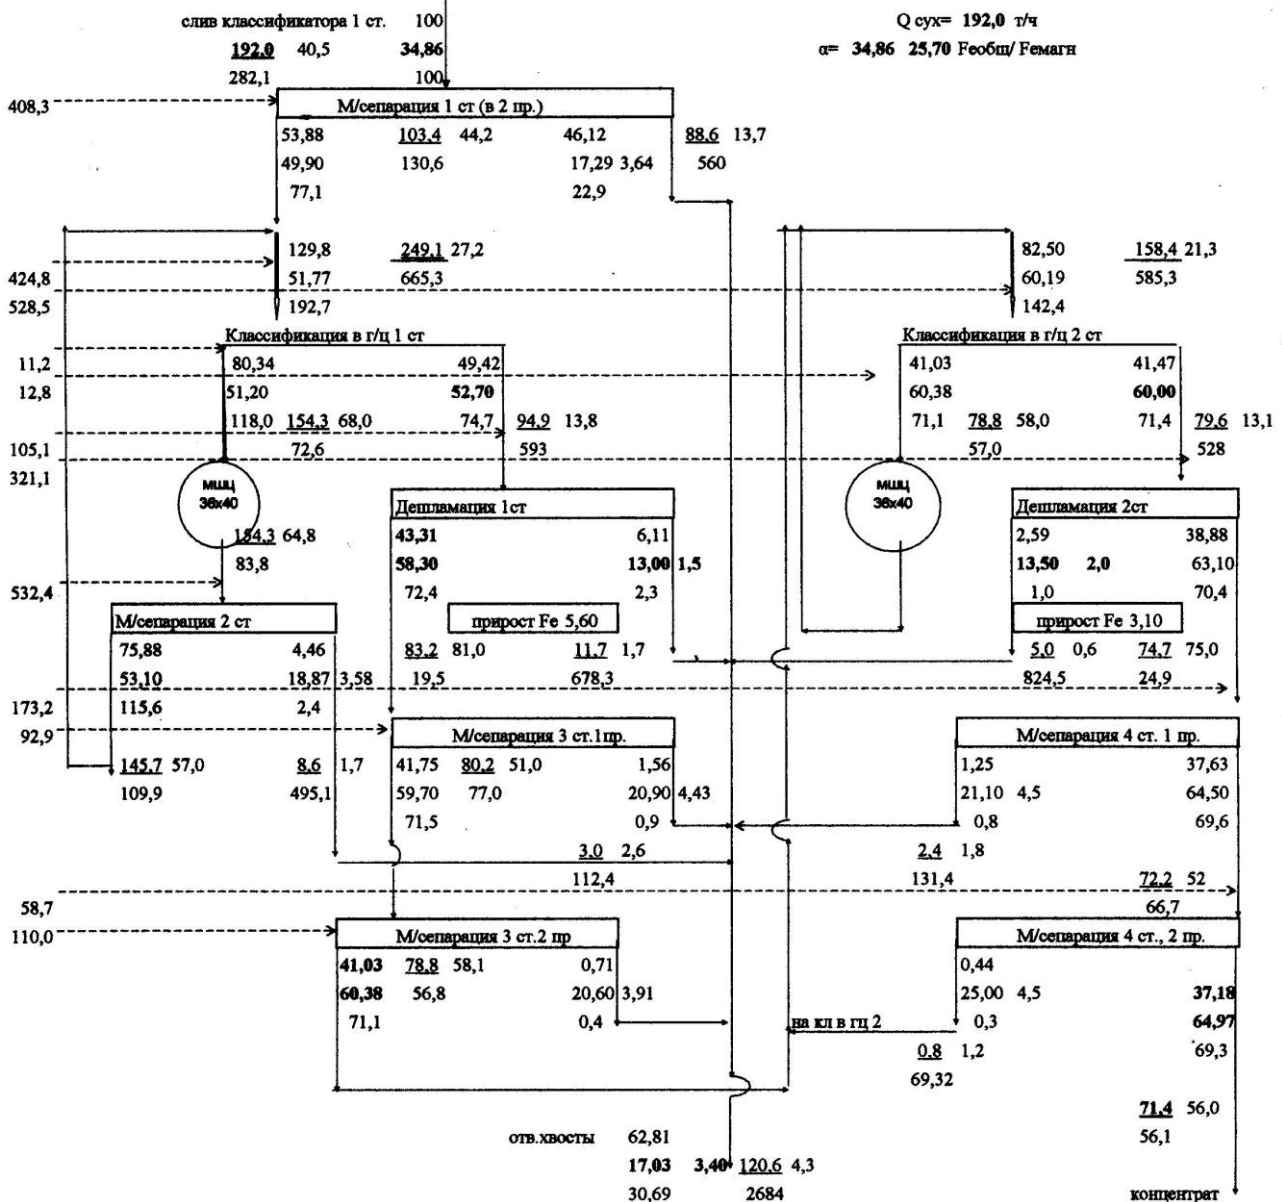 слив классификатора 1 ст. 100
192,0 40,5 34,86
282,1 100
Q сух= 192,0 т/ч
α= 34,86 25,70 Feобщ/ Feмагн
408,3
М/сепарация 1 ст (в 2 пр.)
53,88 103,4 44,2 46,12 88,6 13,7
49,90 130,6 17,29 3,64 560
77,1 22,9
129,8 249,1 27,2 82,50 158,4 21,3
424,8 51,77 665,3 60,19 585,3
528,5 192,7 142,4
Классификация в г/ц 1 ст Классификация в г/ц 2 ст
11,2 80,34 49,42 41,03 41,47
12,8 51,20 52,70 60,38 60,00
118,0 154,3 68,0 74,7 94,9 13,8 71,1 78,8 58,0 71,4 79,6 13,1
105,1 72,6 593 57,0 528
321,1
мшц
36х40
мшц
36х40
Дешламация 1ст Дешламация 2ст
154,3 64,8 43,31 6,11 2,59 38,88
83,8 58,30 13,00 1,5 13,50 2,0 63,10
532,4 72,4 2,3 1,0 70,4
М/сепарация 2 ст прирост Fe 5,60 прирост Fe 3,10
75,88 4,46 83,2 81,0 11,7 1,7 5,0 0,6 74,7 75,0
53,10 18,87 3,58 19,5 678,3 824,5 24,9
173,2 115,6 2,4
92,9
М/сепарация 3 ст.1пр. М/сепарация 4 ст. 1 пр.
145,7 57,0 8,6 1,7 41,75 80,2 51,0 1,56 1,25 37,63
109,9 495,1 59,70 77,0 20,90 4,43 21,10 4,5 64,50
71,5 0,9 0,8 69,6
3,0 2,6 2,4 1,8
112,4 131,4 72,2 52
58,7 66,7
110,0
М/сепарация 3 ст.2 пр М/сепарация 4 ст., 2 пр.
41,03 78,8 58,1 0,71 0,44
60,38 56,8 20,60 3,91 25,00 4,5 37,18
71,1 0,4 на кл в гц 2 0,3 64,97
0,8 1,2 69,3
69,32
71,4 56,0
отв.хвосты 62,81 56,1
17,03 3,40 120,6 4,3
30,69 2684 концентрат